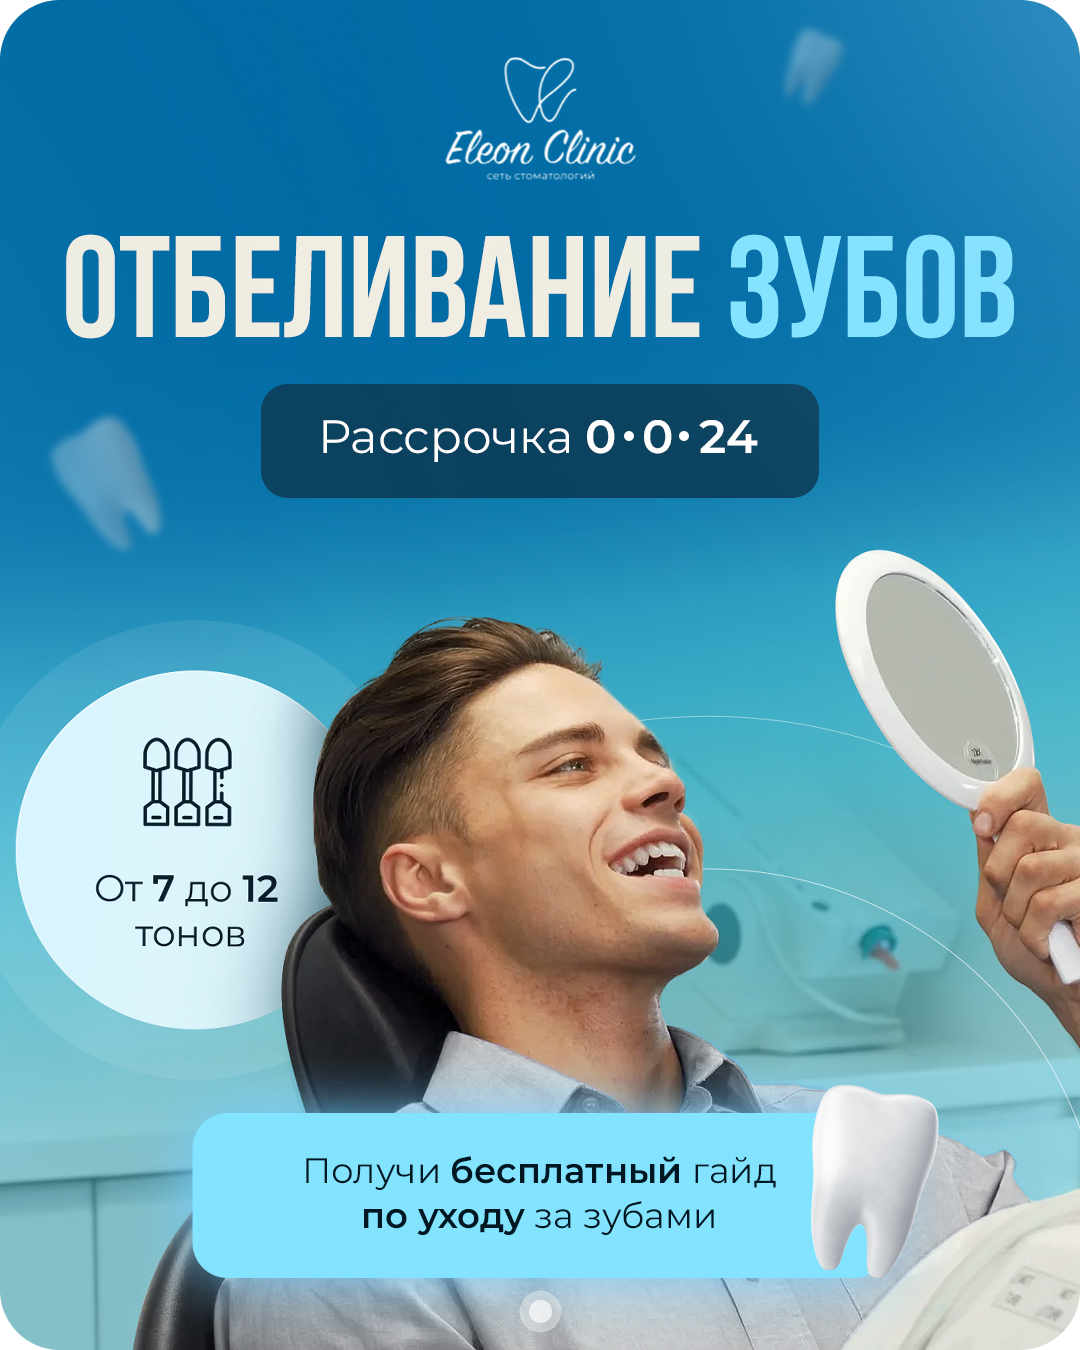 Eleon Clinic
сеть стоматологий
ОТБЕЛИВАНИЕ ЗУБОВ
Рассрочка 0•0•24
От 7 до 12
тонов
Получи бесплатный гайд
по уходу за зубами